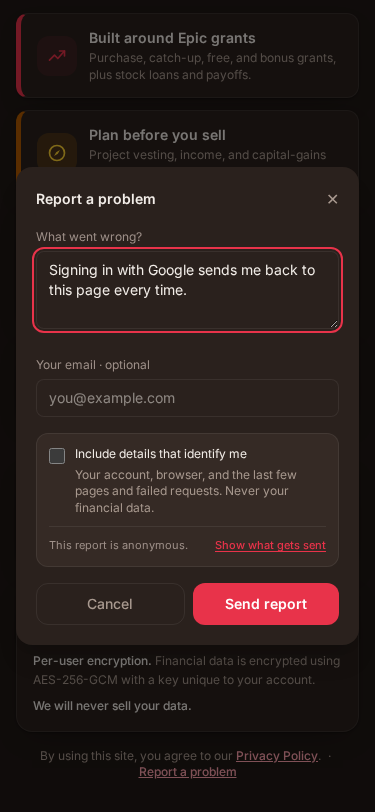 Built around Epic grants
Purchase, catch-up, free, and bonus grants,
plus stock loans and payoffs.
Plan before you sell
Project vesting, income, and capital-gains
Report a problem
×
What went wrong?
Signing in with Google sends me back to
this page every time.
Your email · optional
you@example.com
Include details that identify me
Your account, browser, and the last few
pages and failed requests. Never your
financial data.
This report is anonymous. Show what gets sent
Cancel Send report
Per-user encryption. Financial data is encrypted using
AES-256-GCM with a key unique to your account.
We will never sell your data.
By using this site, you agree to our Privacy Policy. ·
Report a problem